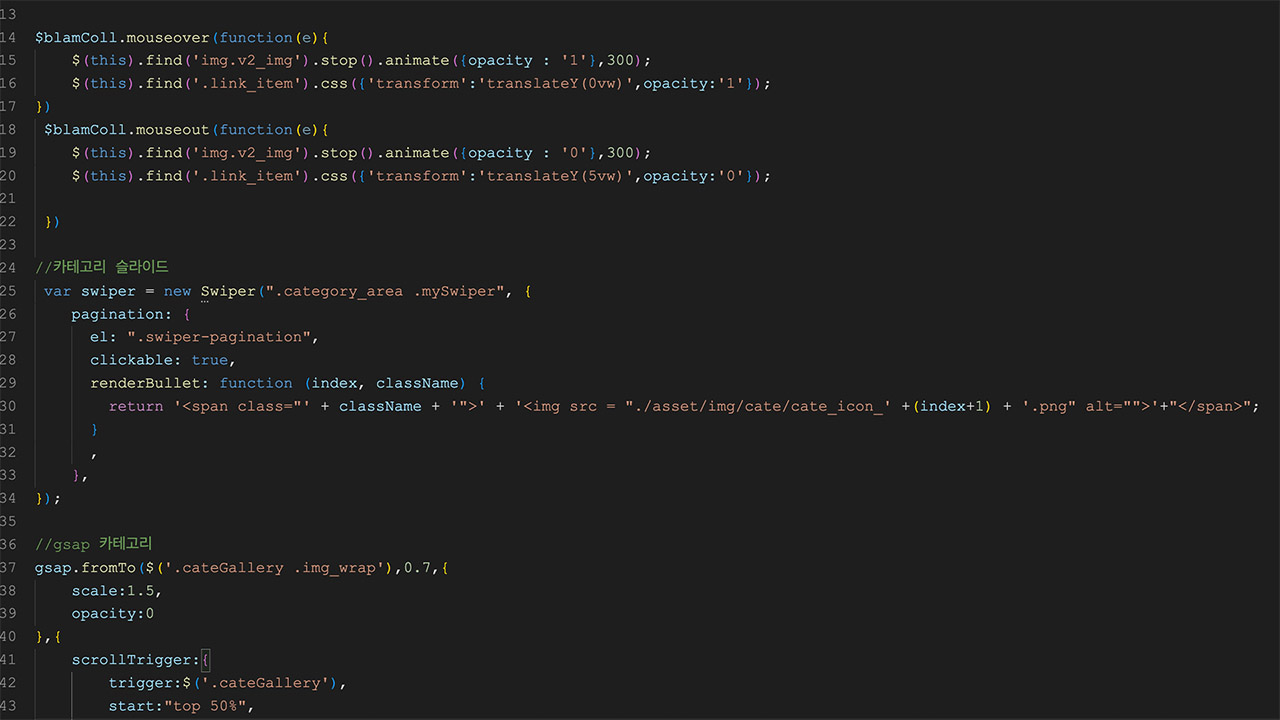 13
14 $blamColl.mouseover(function(e){
15     $(this).find('img.v2_img').stop().animate({opacity : '1'},300);
16     $(this).find('.link_item').css({'transform':'translateY(0vw)',opacity:'1'});
17 })
18  $blamColl.mouseout(function(e){
19     $(this).find('img.v2_img').stop().animate({opacity : '0'},300);
20     $(this).find('.link_item').css({'transform':'translateY(5vw)',opacity:'0'});
21
22  })
23
24 //카테고리 슬라이드
25  var swiper = new Swiper(".category_area .mySwiper", {
26     pagination: {
27       el: ".swiper-pagination",
28       clickable: true,
29       renderBullet: function (index, className) {
30         return '<span class="' + className + '">' + '<img src = "./asset/img/cate/cate_icon_' +(index+1) + '.png" alt="">'+"</span>";
31       }
32       ,
33     },
34 });
35
36 //gsap 카테고리
37 gsap.fromTo($('.cateGallery .img_wrap'),0.7,{
38     scale:1.5,
39     opacity:0
40 },{
41     scrollTrigger:{
42         trigger:$('.cateGallery'),
43         start:"top 50%",